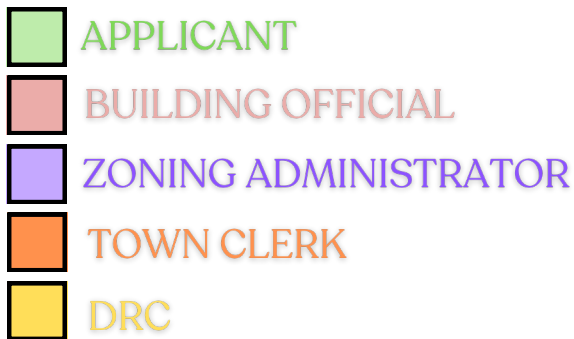 APPLICANT
BUILDING OFFICIAL
ZONING ADMINISTRATOR
TOWN CLERK
DRC